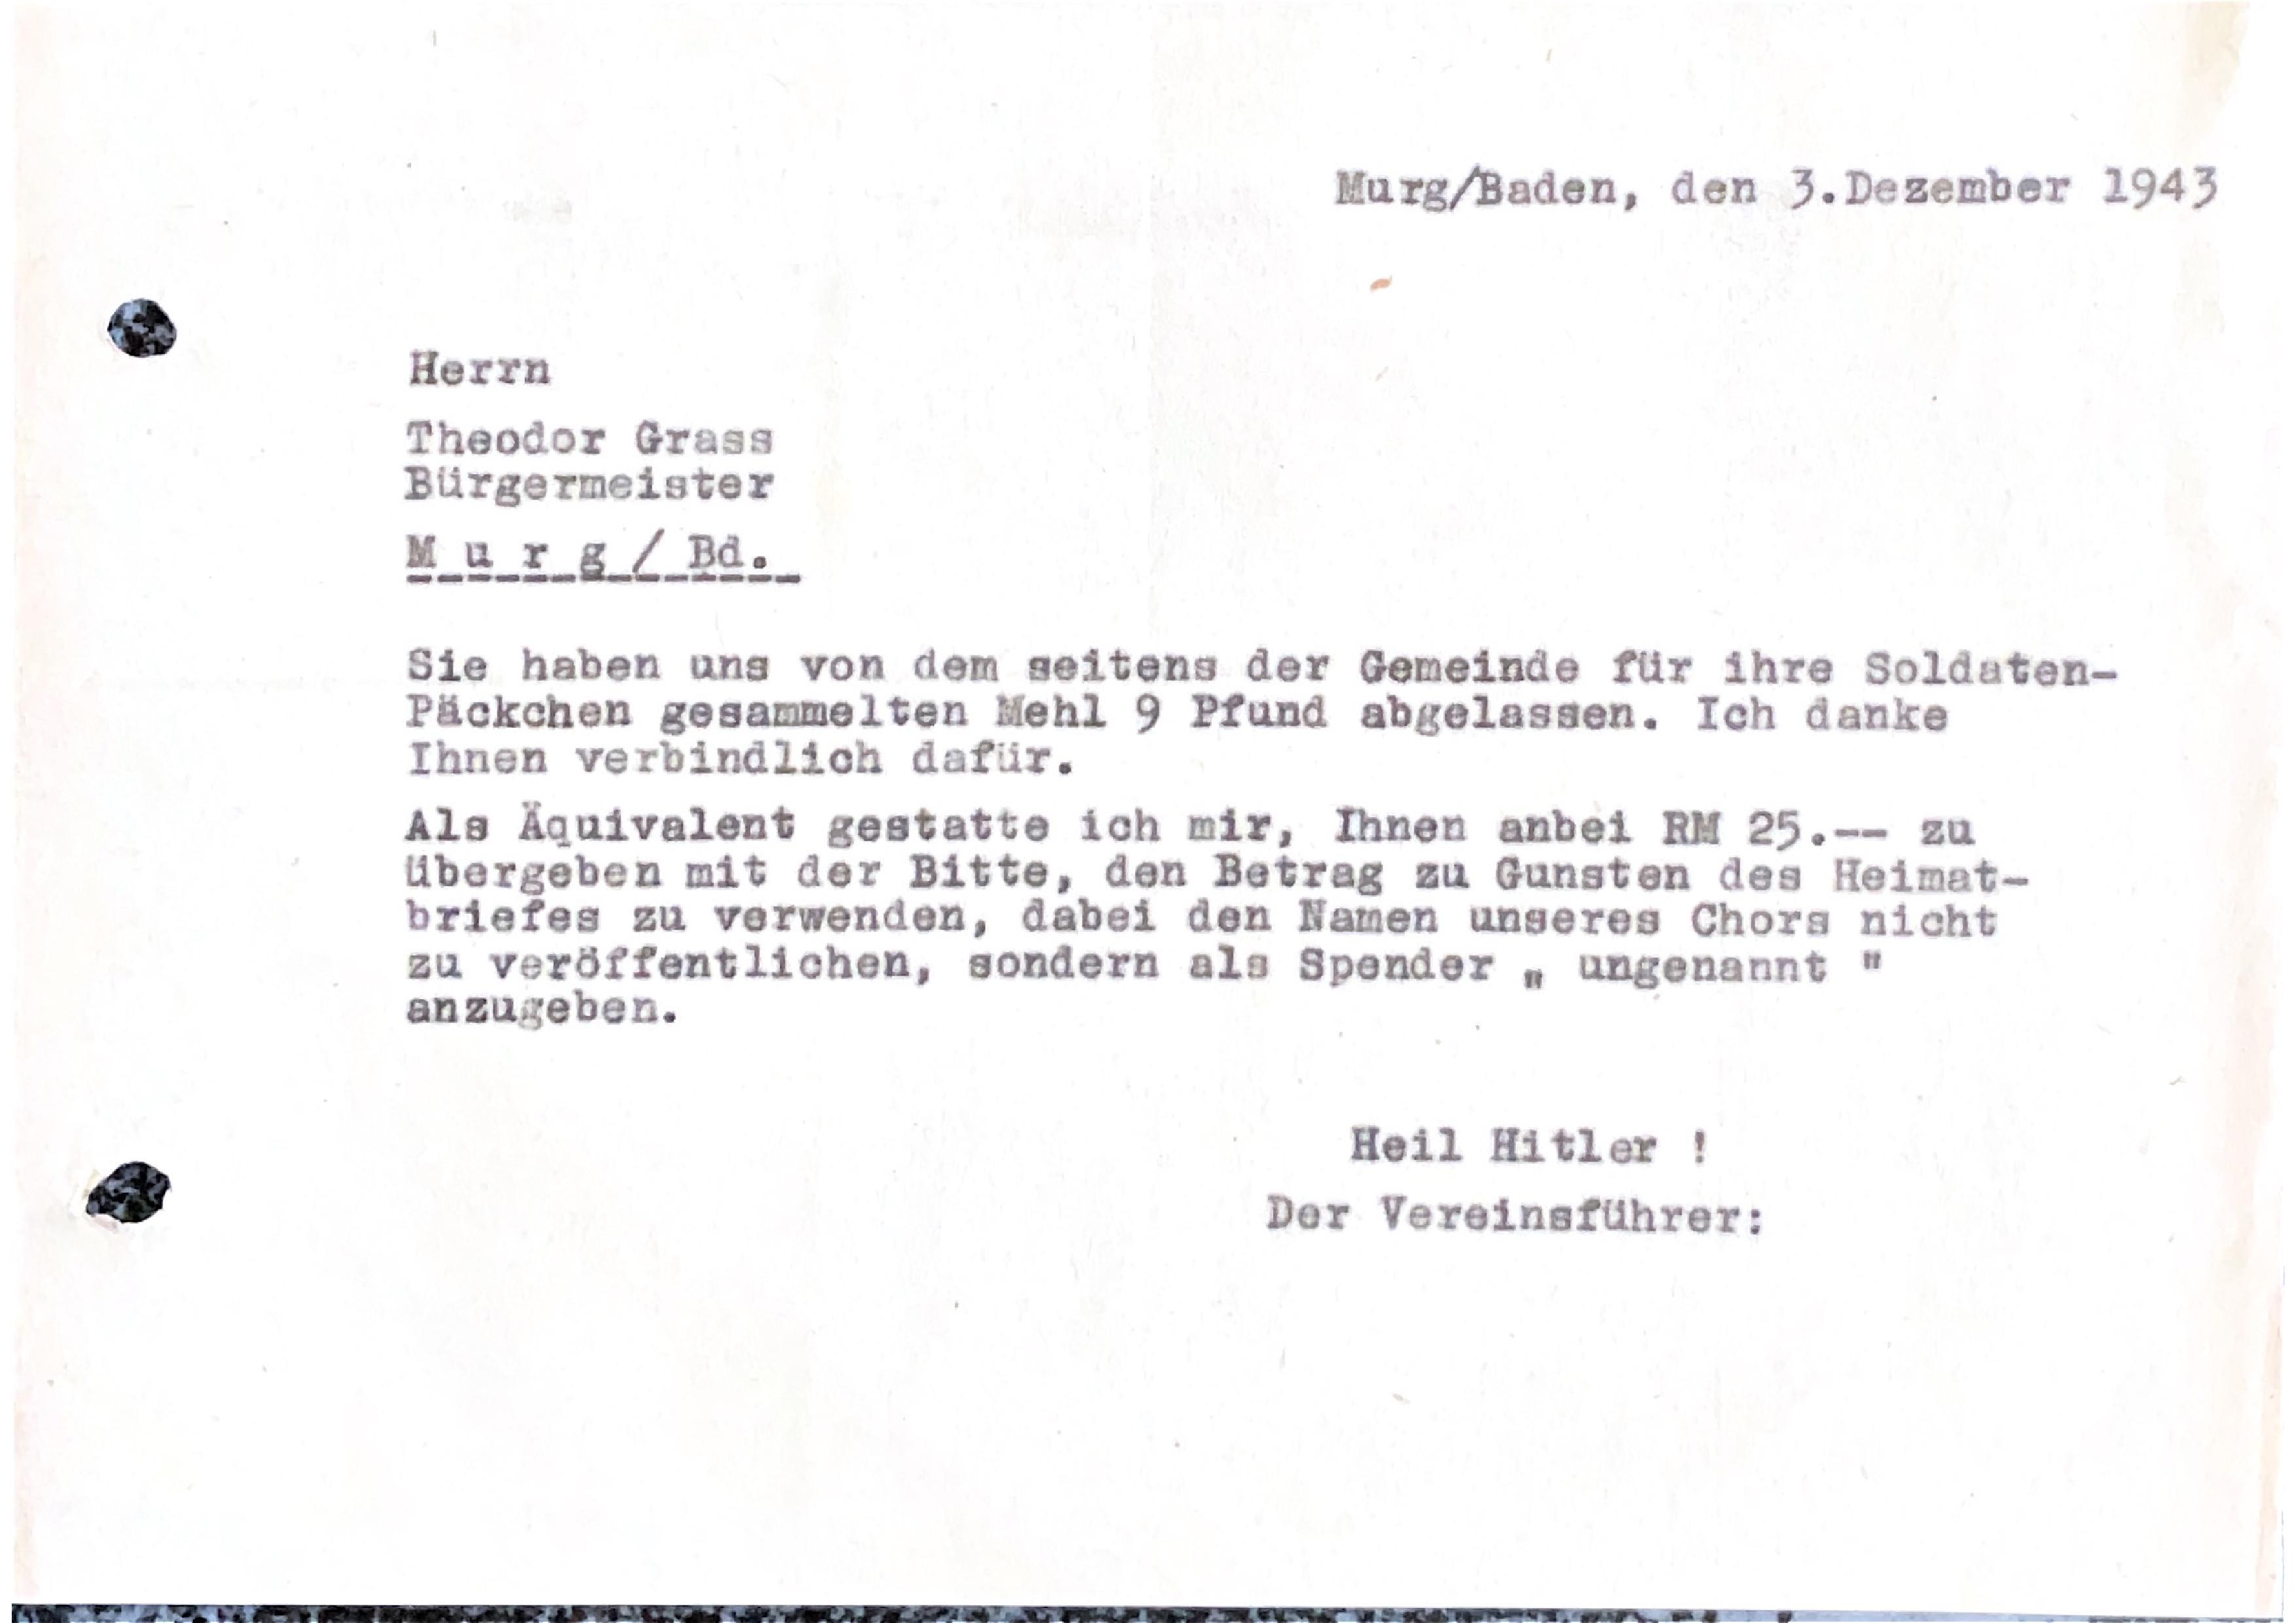 Murg/Baden, den 3.Dezember 1943
Herrn
Theodor Grass
Bürgermeister
M u r g / Bd.
Sie haben uns von dem seitens der Gemeinde für ihre Soldaten-
Päckchen gesammelten Mehl 9 Pfund abgelassen. Ich danke
Ihnen verbindlich dafür.
Als Äquivalent gestatte ich mir, Ihnen anbei RM 25.-- zu
übergeben mit der Bitte, den Betrag zu Gunsten des Heimat-
briefes zu verwenden, dabei den Namen unseres Chors nicht
zu veröffentlichen, sondern als Spender „ ungenannt "
anzugeben.
Heil Hitler !
Der Vereinsführer: